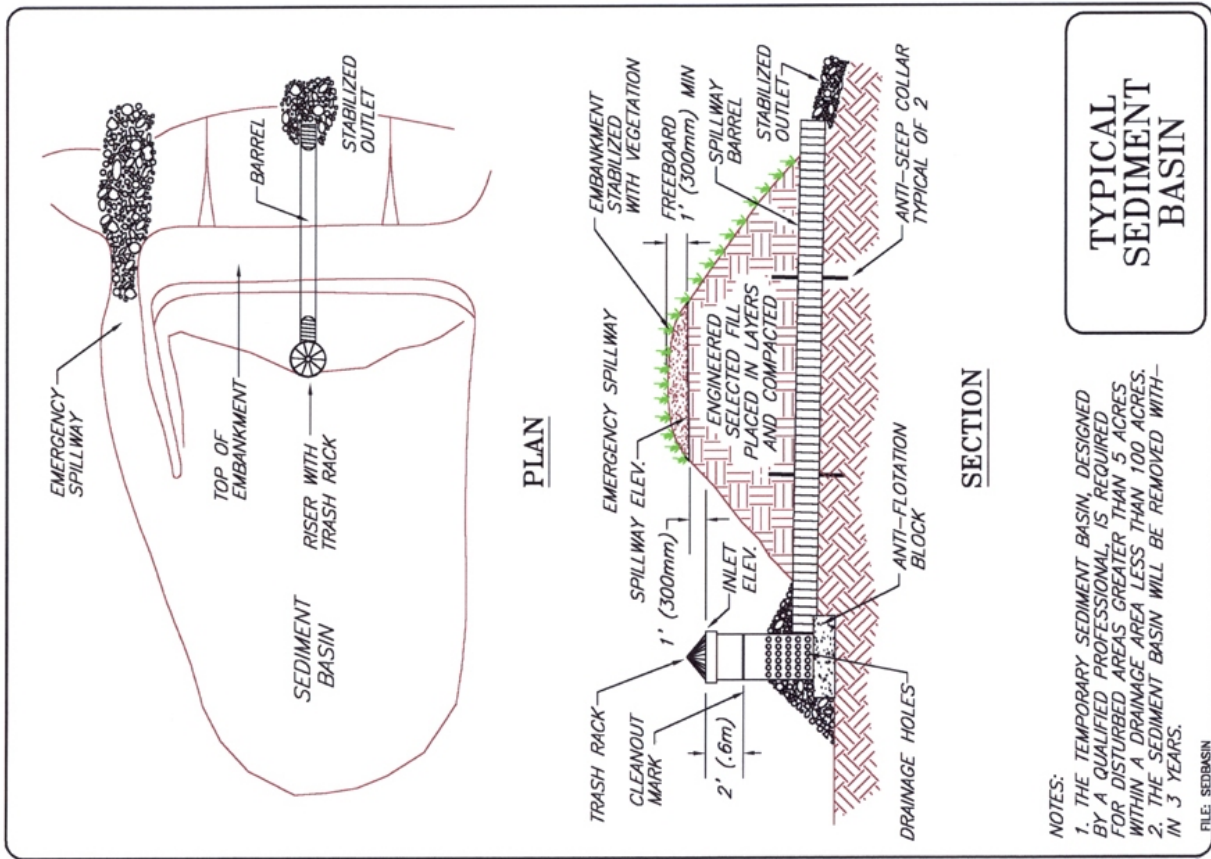 EMERGENCY
SPILLWAY
TOP OF
EMBANKMENT
BARREL
STABILIZED
OUTLET
RISER WITH
TRASH RACK
SEDIMENT
BASIN
PLAN
TRASH RACK
CLEANOUT
MARK
2' (.6m)
1' (300mm)
INLET
ELEV.
SPILLWAY ELEV.
EMERGENCY SPILLWAY
EMBANKMENT
STABILIZED
WITH VEGETATION
FREEBOARD
1' (300mm) MIN
SPILLWAY
BARREL
STABILIZED
OUTLET
ENGINEERED
SELECTED FILL
PLACED IN LAYERS
AND COMPACTED
DRAINAGE HOLES
ANTI-FLOTATION
BLOCK
ANTI-SEEP COLLAR
TYPICAL OF 2
SECTION
NOTES:
1. THE TEMPORARY SEDIMENT BASIN, DESIGNED
BY A QUALIFIED PROFESSIONAL, IS REQUIRED
FOR DISTURBED AREAS GREATER THAN 5 ACRES
WITHIN A DRAINAGE AREA LESS THAN 100 ACRES.
2. THE SEDIMENT BASIN WILL BE REMOVED WITH-
IN 3 YEARS.
TYPICAL
SEDIMENT
BASIN
FILE: SEDBASIN